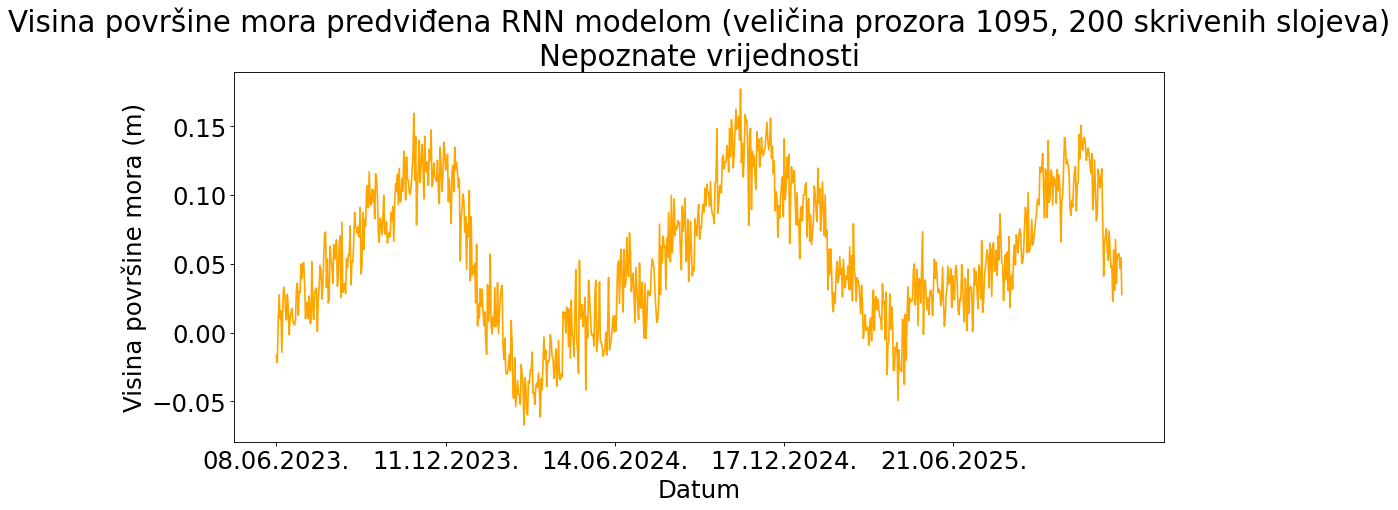 Visina površine mora predviđena RNN modelom (veličina prozora 1095, 200 skrivenih slojeva)
Nepoznate vrijednosti
Visina površine mora (m)
0.15
0.10
0.05
0.00
−0.05
08.06.2023. 11.12.2023. 14.06.2024. 17.12.2024. 21.06.2025.
Datum